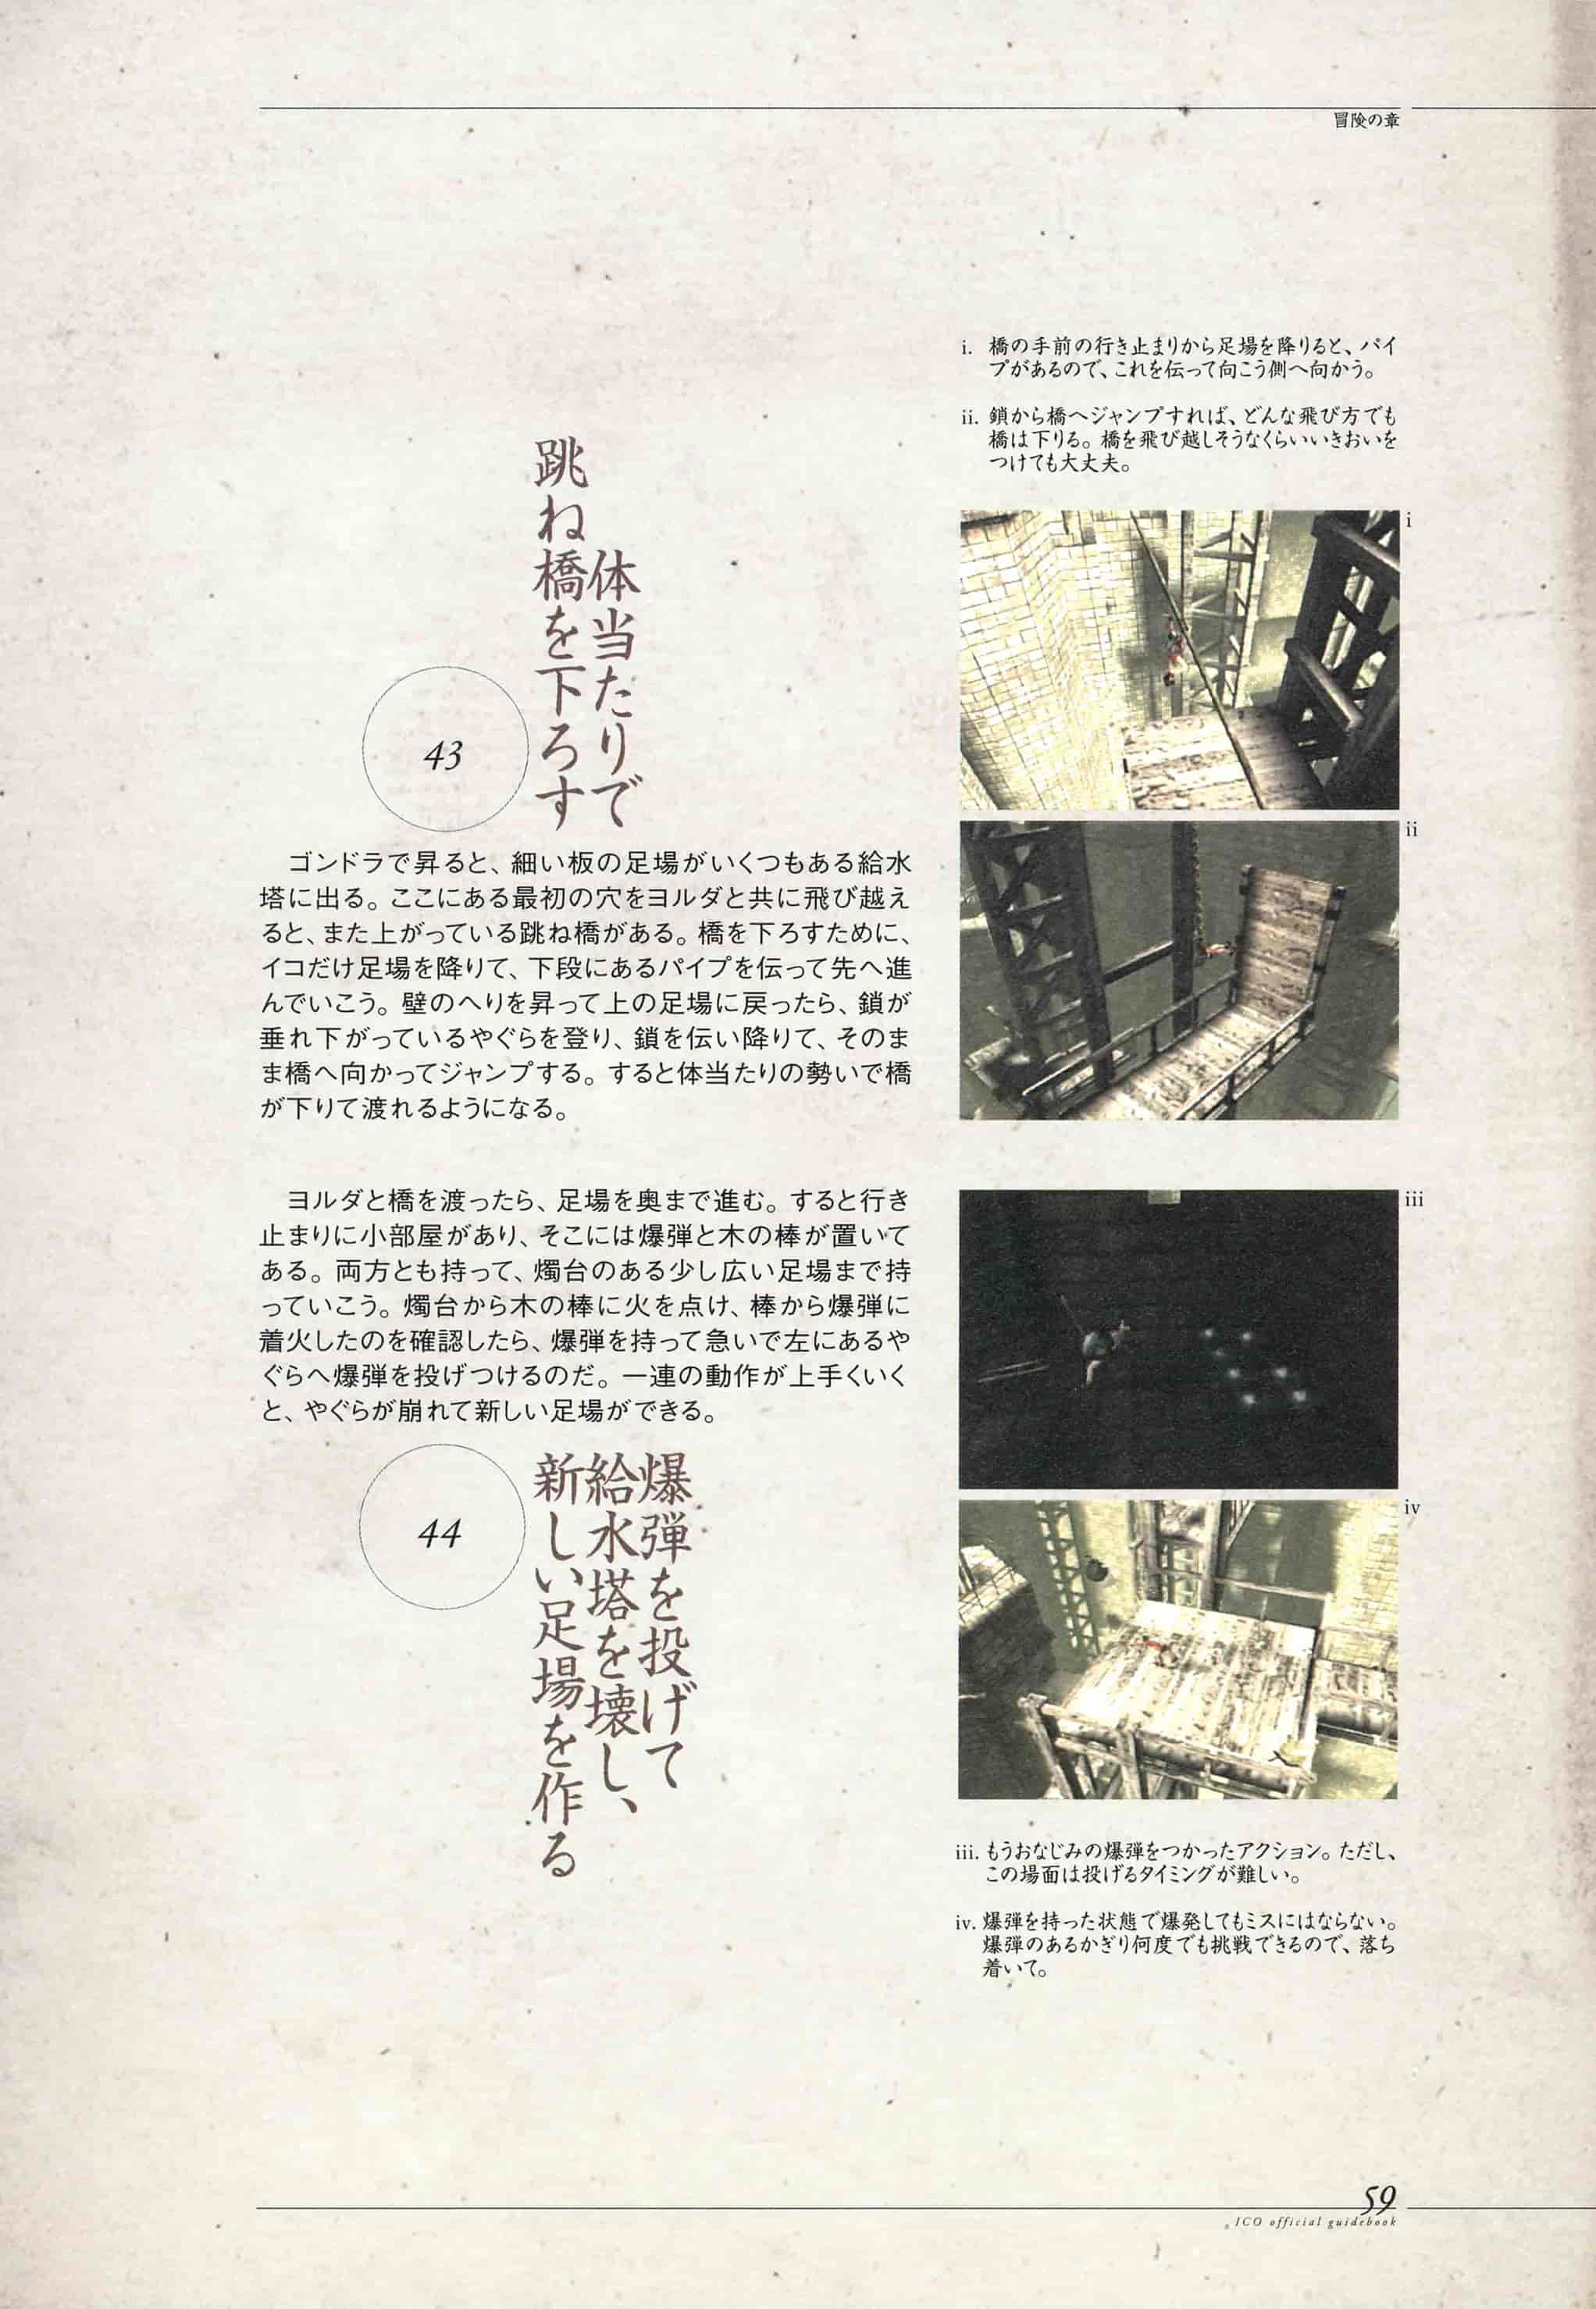 冒険の章
i. 橋の手前の行き止まりから足場を降りると、パイ
プがあるので、これを伝って向こう側へ向かう。
ii. 鎖から橋へジャンプすれば、どんな飛び方でも
橋は下りる。橋を飛び越しそうなくらいいきおいを
つけても大丈夫。
i
ii
体当たりで
跳ね橋を下ろす
43
ゴンドラで昇ると、細い板の足場がいくつもある給水
塔に出る。ここにある最初の穴をヨルダと共に飛び越え
ると、また上がっている跳ね橋がある。橋を下ろすために、
イコだけ足場を降りて、下段にあるパイプを伝って先へ進
んでいこう。壁のへりを昇って上の足場に戻ったら、鎖が
垂れ下がっているやぐらを登り、鎖を伝い降りて、そのま
ま橋へ向かってジャンプする。すると体当たりの勢いで橋
が下りて渡れるようになる。
ヨルダと橋を渡ったら、足場を奥まで進む。すると行き
止まりに小部屋があり、そこには爆弾と木の棒が置いて
ある。両方とも持って、燭台のある少し広い足場まで持
っていこう。燭台から木の棒に火を点け、棒から爆弾に
着火したのを確認したら、爆弾を持って急いで左にあるや
ぐらへ爆弾を投げつけるのだ。一連の動作が上手くいく
と、やぐらが崩れて新しい足場ができる。
爆弾を投げて
給水塔を壊し、
新しい足場を作る
44
iii
iv
iii. もうおなじみの爆弾をつかったアクション。ただし、
この場面は投げるタイミングが難しい。
iv. 爆弾を持った状態で爆発してもミスにはならない。
爆弾のあるかぎり何度でも挑戦できるので、落ち
着いて。
59
ICO official guidebook